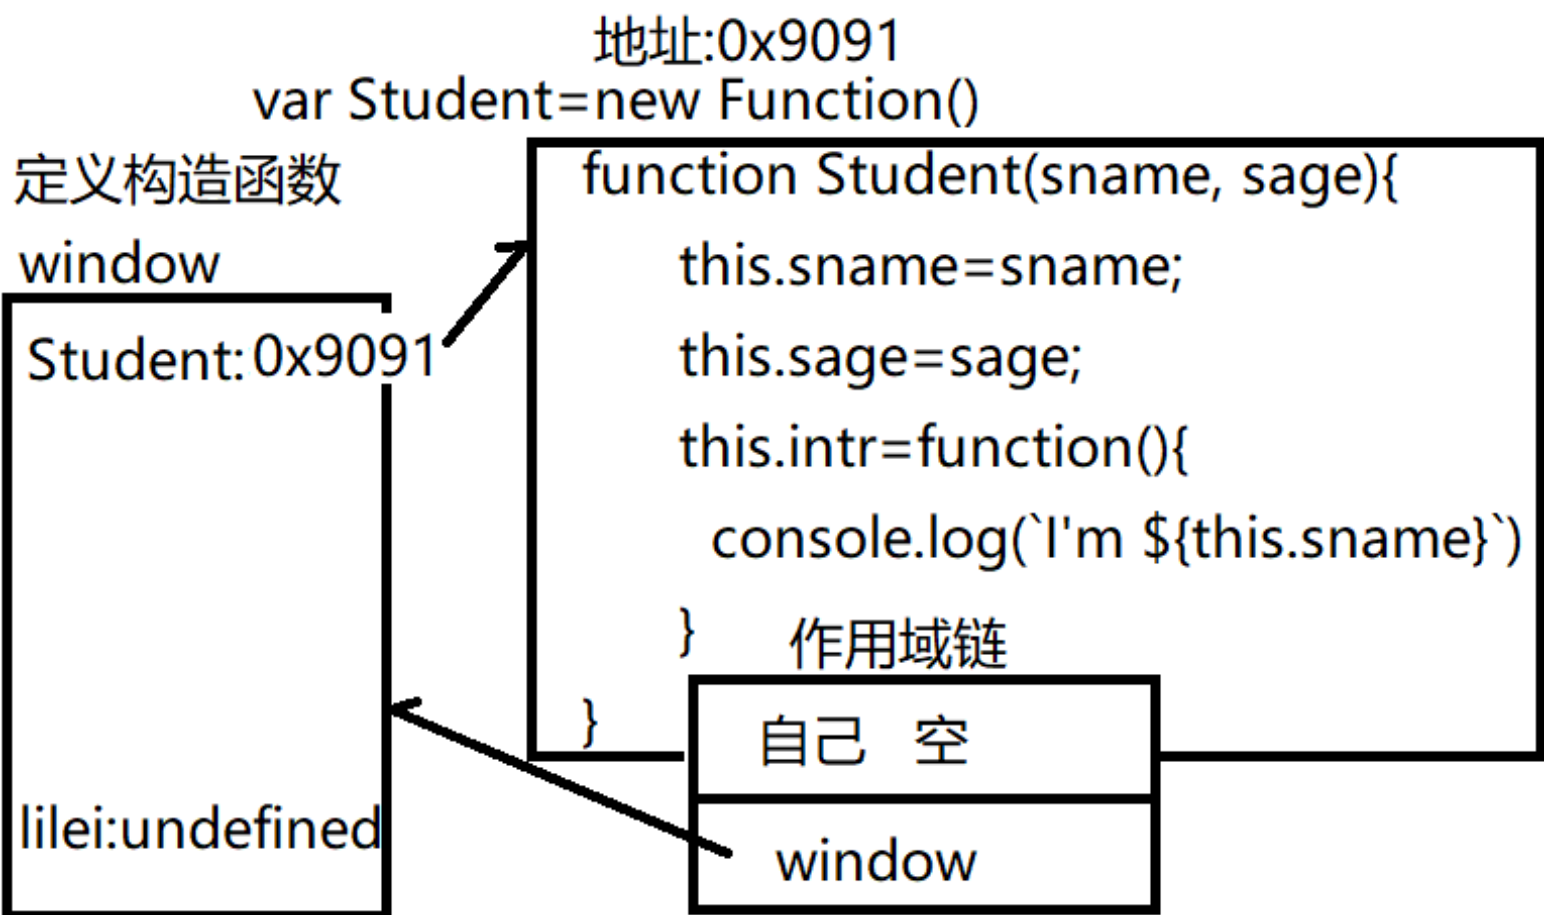 地址:0x9091
var Student=new Function()
定义构造函数
window
Student:0x9091
lilei:undefined
function Student(sname, sage){
this.sname=sname;
this.sage=sage;
this.intr=function(){
console.log(`I'm ${this.sname}`)
}
}
作用域链
自己 空
window